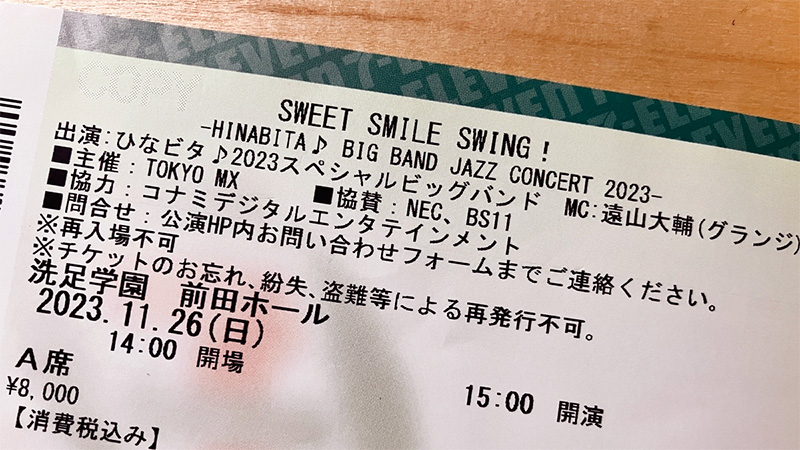 7-ELEVEN 7-ELEVEN
COPY
SWEET SMILE SWING!
-HINABITA♪ BIG BAND JAZZ CONCERT 2023-
出演:ひなビタ♪2023スペシャルビッグバンド MC:遠山大輔(グランジ)
■主催:TOKYO MX ■協賛:NEC、BS11
■協力:コナミデジタルエンタテインメント
■問合せ:公演HP内お問い合わせフォームまでご連絡ください。
※再入場不可
※チケットのお忘れ、紛失、盗難等による再発行不可。
洗足学園 前田ホール
2023.11.26(日)
14:00 開場 15:00 開演
A席
¥8,000
【消費税込み】